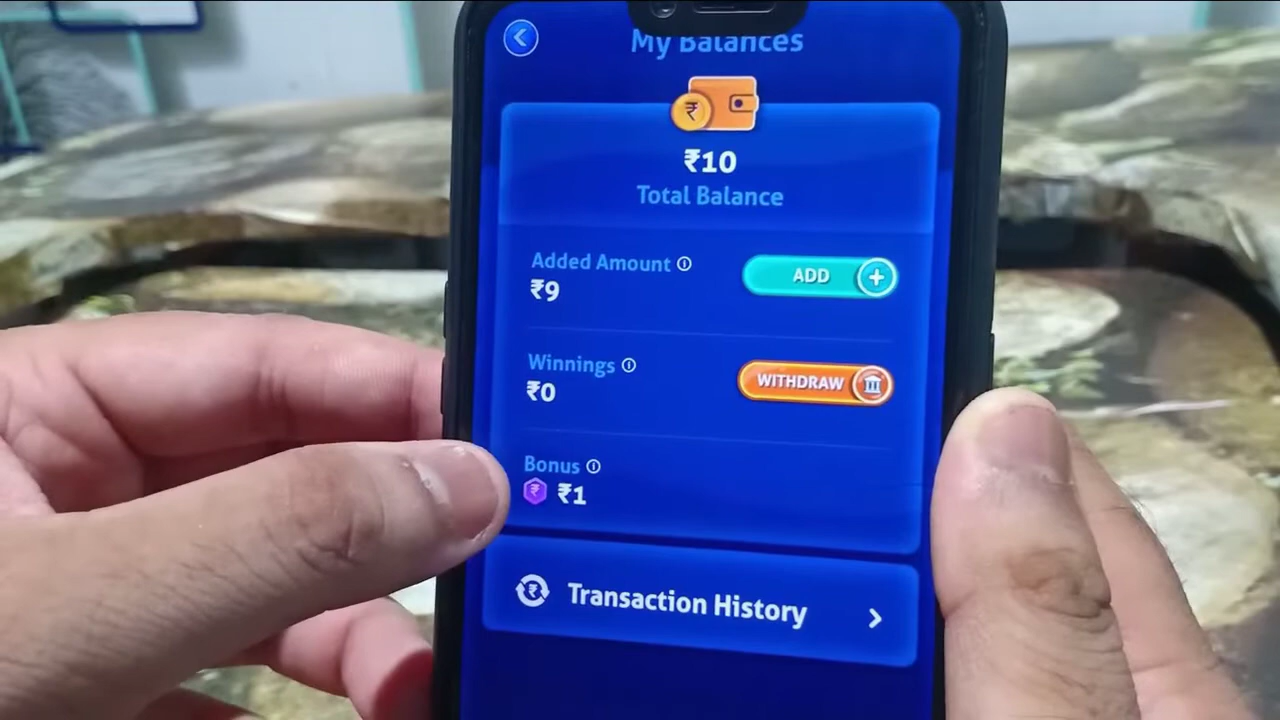 My Balances
₹
₹10
Total Balance
Added Amount
₹9
ADD +
Winnings
₹0
WITHDRAW
Bonus
₹ ₹1
₹ Transaction History >